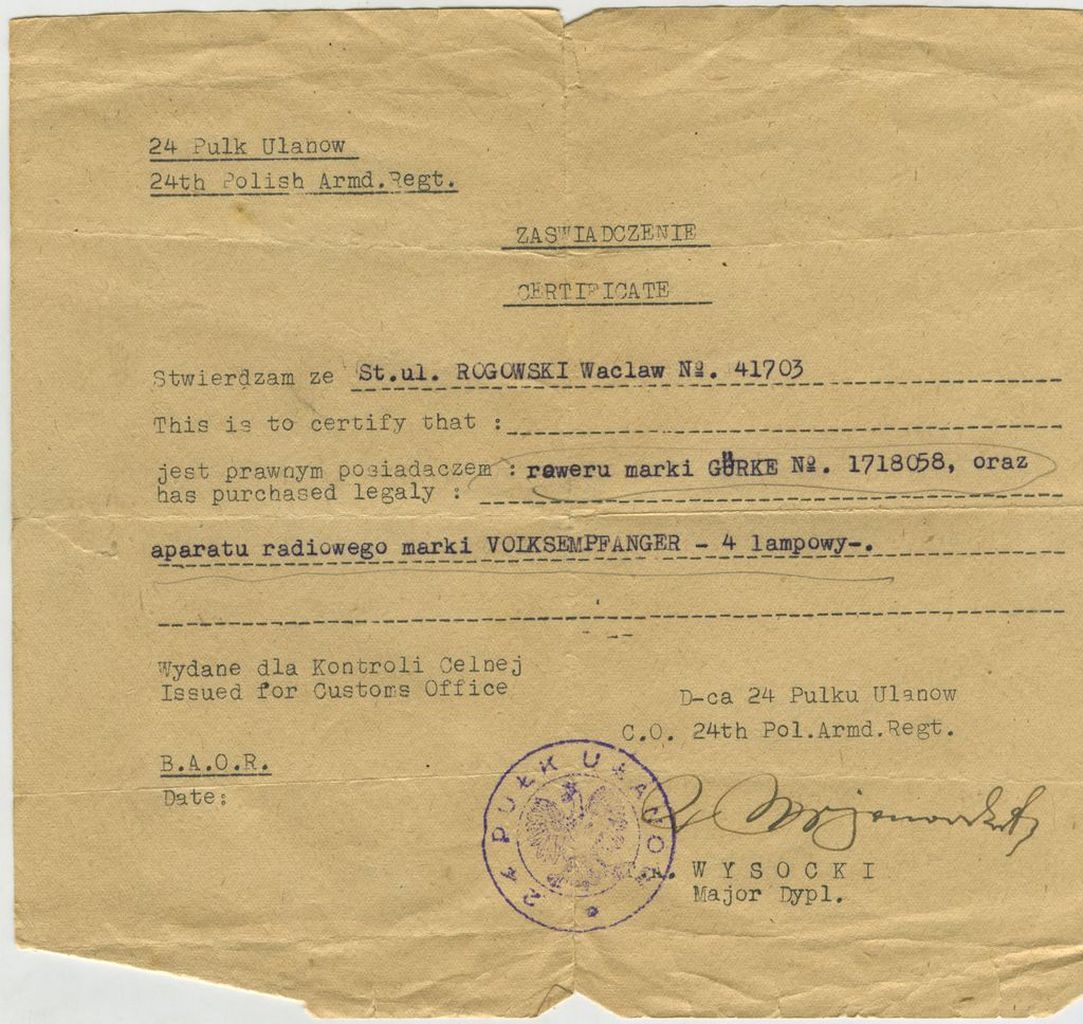 24 Pulk Ulanow
24th Polish Armd.Regt.
ZASWIADCZENIE
CERTIFICATE
Stwierdzam ze St.ul. ROGOWSKI Waclaw №. 41703
This is to certify that :
jest prawnym posiadaczem : roweru marki GÜRKE №. 1718058, oraz
has purchased legaly :
aparatu radiowego marki VOLKSEMPFANGER - 4 lampowy-.
Wydane dla Kontroli Celnej
Issued for Customs Office
D-ca 24 Pulku Ulanow
C.O. 24th Pol.Armd.Regt.
B.A.O.R.
Date:
24 PUŁK UŁANÓW
WYSOCKI
Major Dypl.